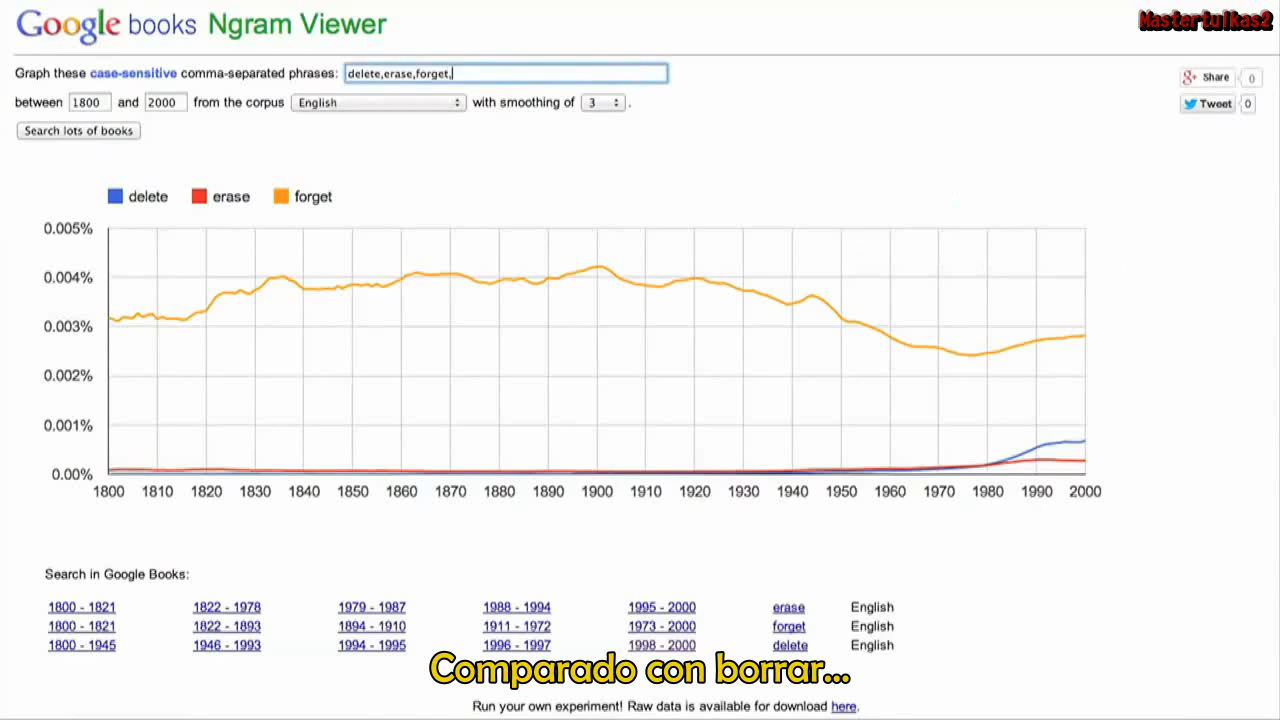 Google books Ngram Viewer
Mastertulkas2
Graph these case-sensitive comma-separated phrases: delete,erase,forget,
Share 0
between 1800 and 2000 from the corpus English with smoothing of 3 .
Tweet 0
Search lots of books
delete erase forget
0.005%
0.004%
0.003%
0.002%
0.001%
0.00%
1800 1810 1820 1830 1840 1850 1860 1870 1880 1890 1900 1910 1920 1930 1940 1950 1960 1970 1980 1990 2000
Search in Google Books:
1800 - 1821 1822 - 1978 1979 - 1987 1988 - 1994 1995 - 2000 erase English
1800 - 1821 1822 - 1893 1894 - 1910 1911 - 1972 1973 - 2000 forget English
1800 - 1945 1946 - 1993 1994 - 1995 1996 - 1997 1998 - 2000 delete English
Comparado con borrar...
Run your own experiment! Raw data is available for download here.